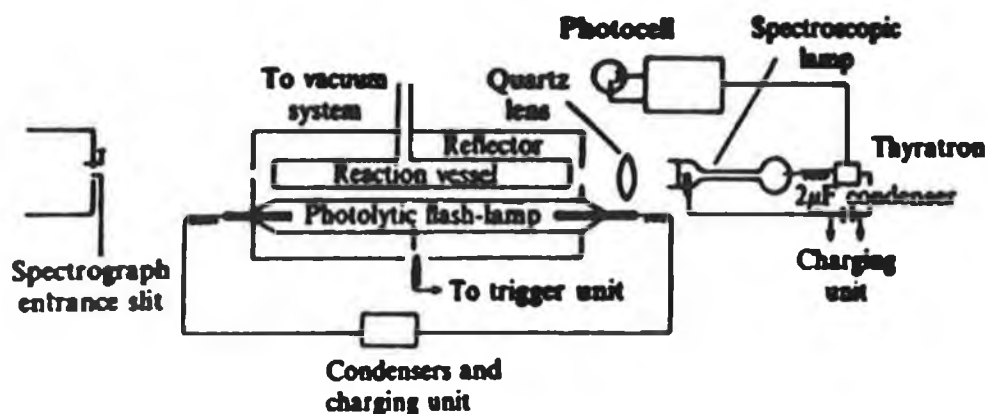 Photocell
Spectroscopic
lamp
To vacuum
system
Quartz
lens
Reflector
Thyratron
Reaction vessel
2μF condenser
Photolytic flash-lamp
Charging
unit
Spectrograph
entrance slit
To trigger unit
Condensers and
charging unit